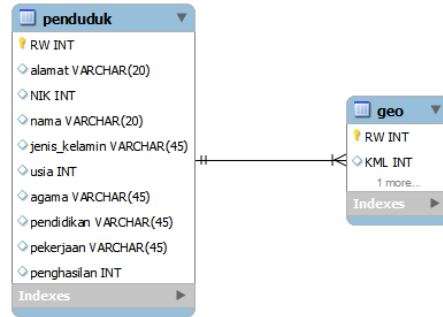 penduduk
RW INT
alamat VARCHAR(20)
NIK INT
nama VARCHAR(20)
jenis_kelamin VARCHAR(45)
usia INT
agama VARCHAR(45)
pendidikan VARCHAR(45)
pekerjaan VARCHAR(45)
penghasilan INT
Indexes
geo
RW INT
KML INT
1 more...
Indexes